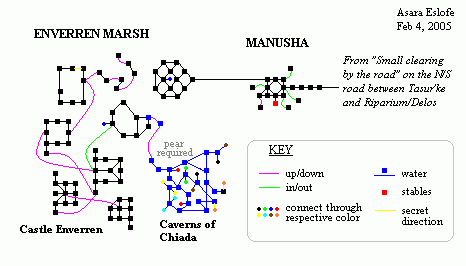 Asara Eslofe
Feb 4, 2005
ENVERREN MARSH
MANUSHA
From "Small clearing
by the road" on the N/S
road between Tasur'ke
and Riparium/Delos
pear
required
KEY
up/down
in/out
connect through
respective color
water
stables
secret
direction
Castle Enverren
Caverns of
Chiada